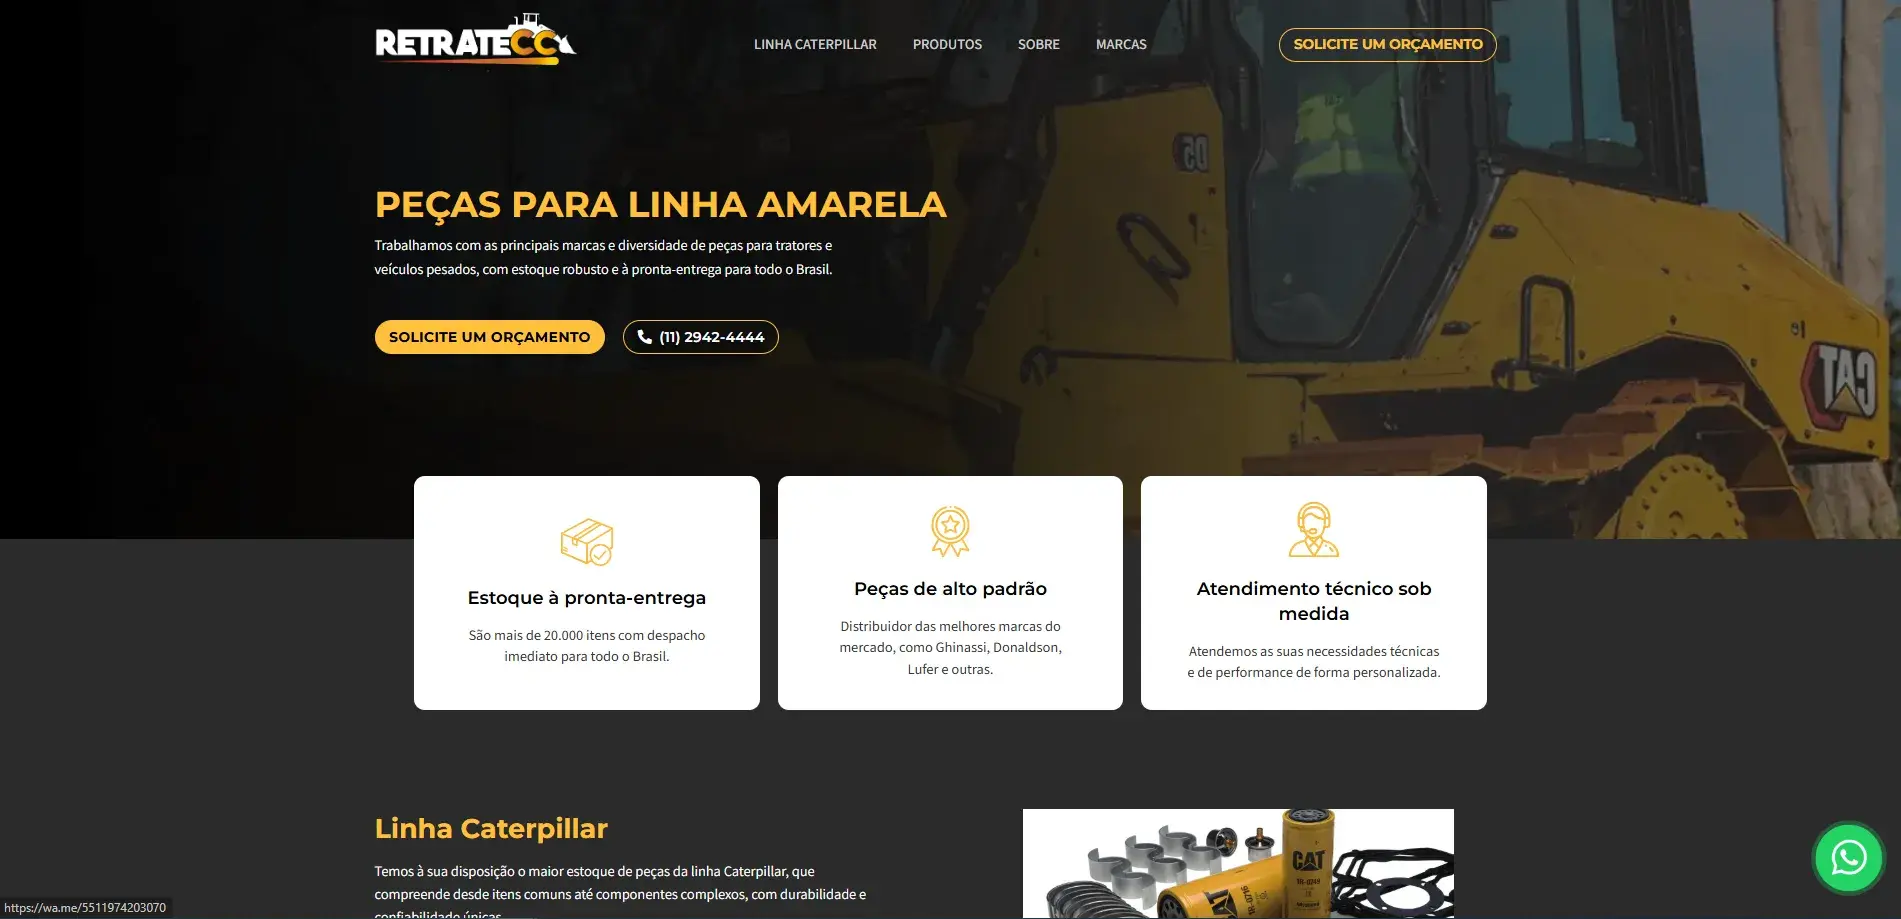 RETRATECC
LINHA CATERPILLAR
PRODUTOS
SOBRE
MARCAS
SOLICITE UM ORÇAMENTO
D5
CAT
PEÇAS PARA LINHA AMARELA
Trabalhamos com as principais marcas e diversidade de peças para tratores e
veículos pesados, com estoque robusto e à pronta-entrega para todo o Brasil.
SOLICITE UM ORÇAMENTO
(11) 2942-4444
Estoque à pronta-entrega
São mais de 20.000 itens com despacho
imediato para todo o Brasil.
Peças de alto padrão
Distribuidor das melhores marcas do
mercado, como Ghinassi, Donaldson,
Lufer e outras.
Atendimento técnico sob
medida
Atendemos as suas necessidades técnicas
e de performance de forma personalizada.
Linha Caterpillar
Temos à sua disposição o maior estoque de peças da linha Caterpillar, que
compreende desde itens comuns até componentes complexos, com durabilidade e
confiabilidade únicas.
CAT
1R-0749
https://wa.me/5511974203070